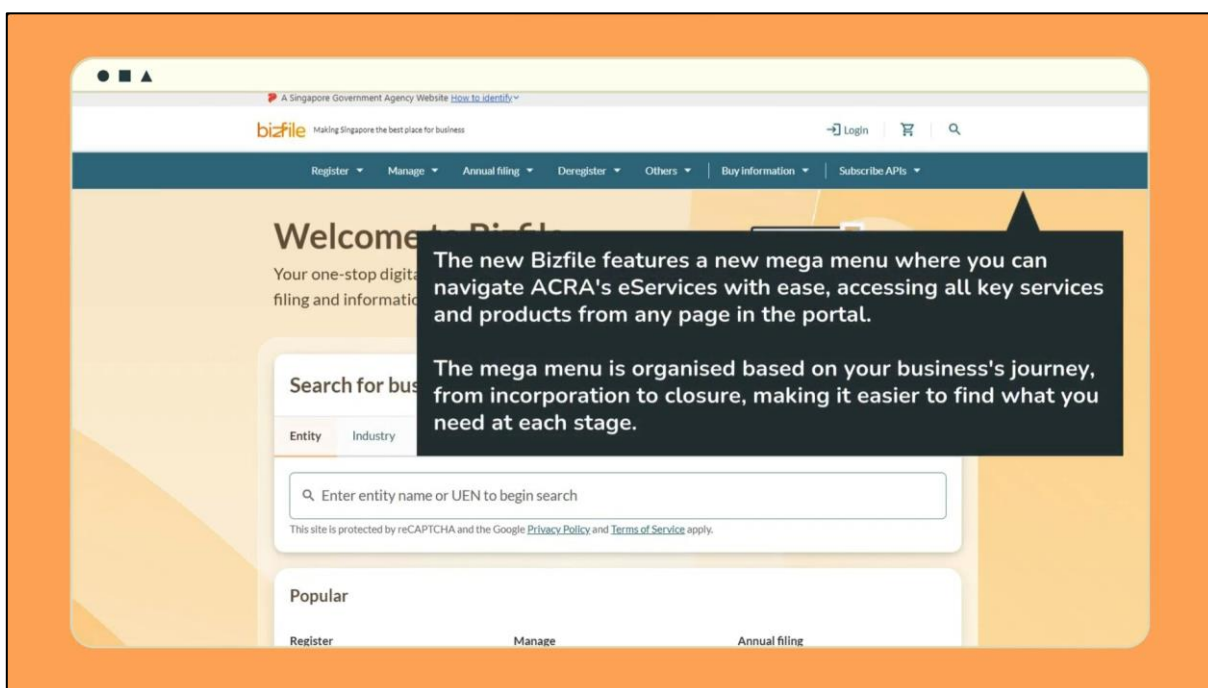 A Singapore Government Agency Website How to identify
bizfile Making Singapore the best place for business
Login
Register Manage Annual filing Deregister Others Buy information Subscribe APIs
Welcome to
Your one-stop digita
filing and informatio
The new Bizfile features a new mega menu where you can
navigate ACRA's eServices with ease, accessing all key services
and products from any page in the portal.
The mega menu is organised based on your business's journey,
from incorporation to closure, making it easier to find what you
need at each stage.
Search for bus
Entity Industry
Enter entity name or UEN to begin search
This site is protected by reCAPTCHA and the Google Privacy Policy and Terms of Service apply.
Popular
Register Manage Annual filing